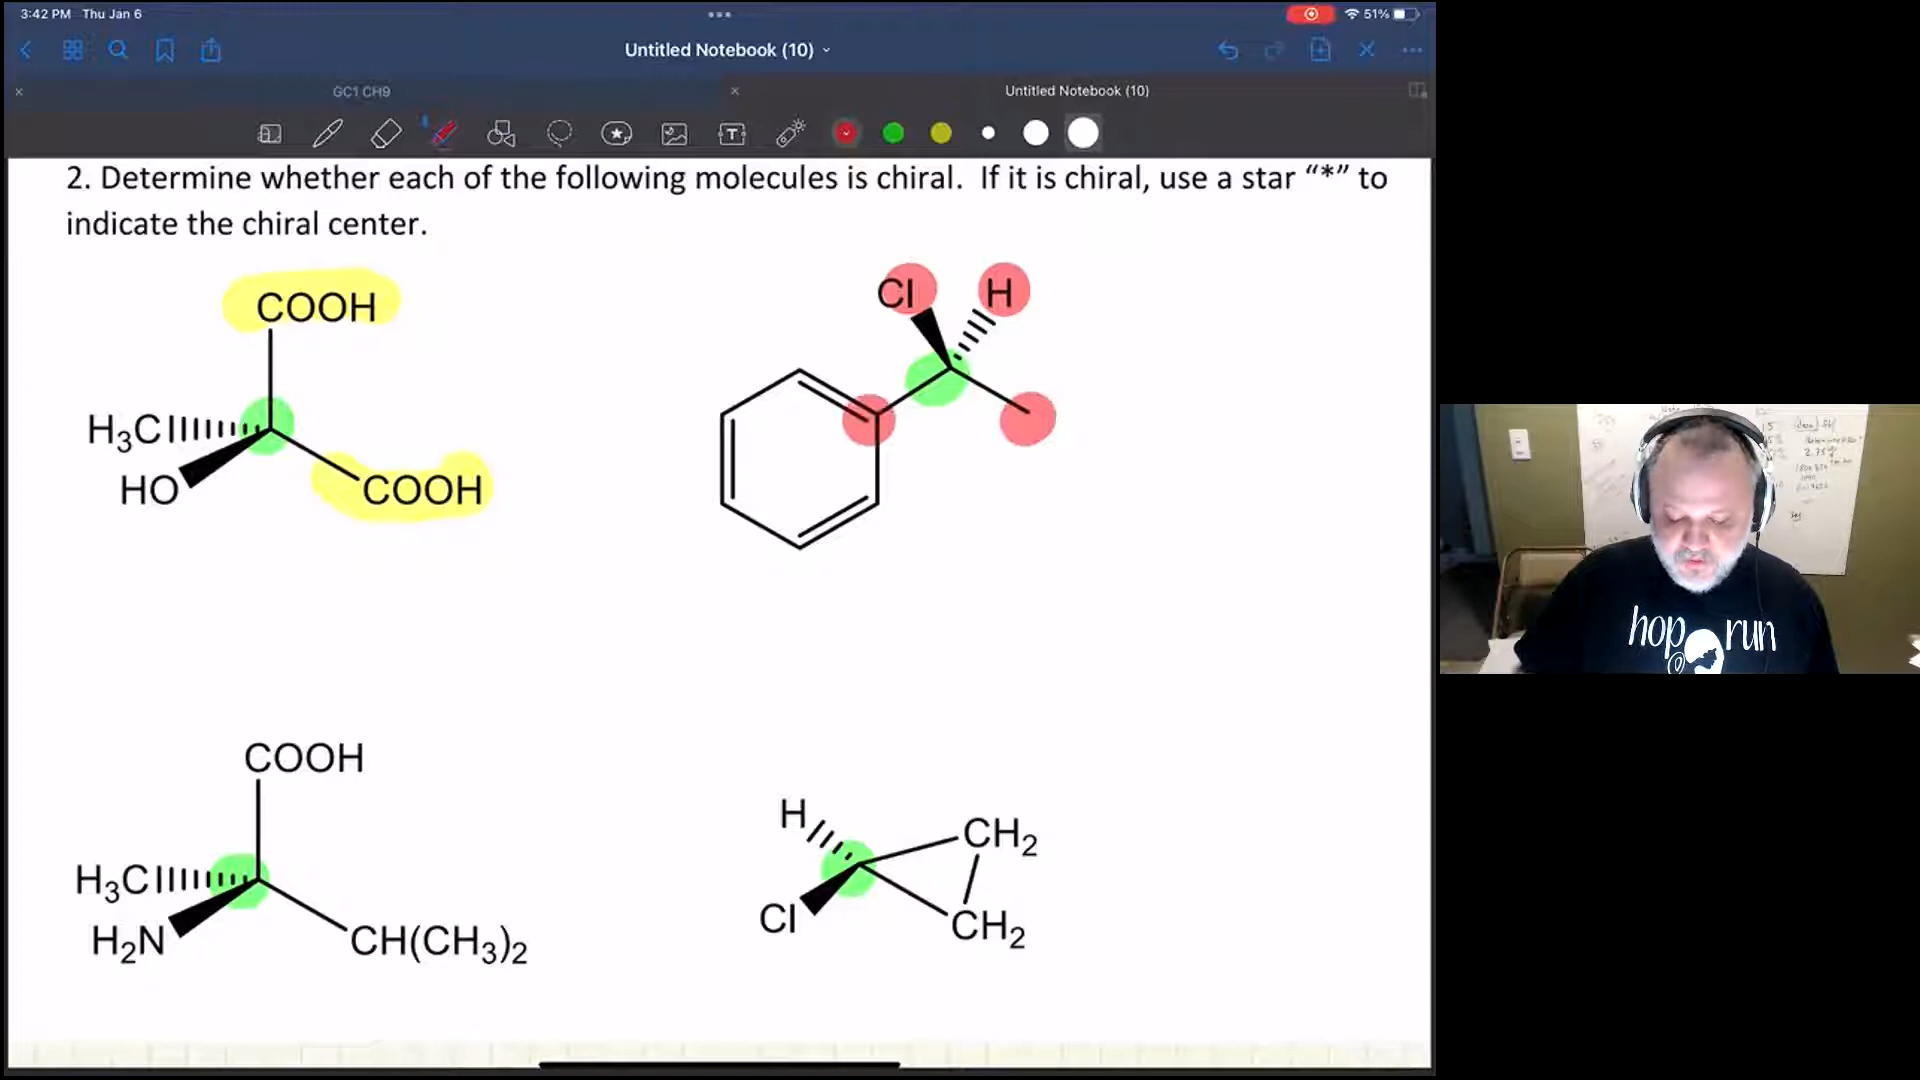 3:42 PM Thu Jan 6
51%
Untitled Notebook (10)
GC1 CH9
Untitled Notebook (10)
T
2. Determine whether each of the following molecules is chiral. If it is chiral, use a star “*” to
indicate the chiral center.
COOH
H₃C
HO
COOH
Cl
H
COOH
H₃C
H₂N
CH(CH₃)₂
H
Cl
CH₂
CH₂
hop run